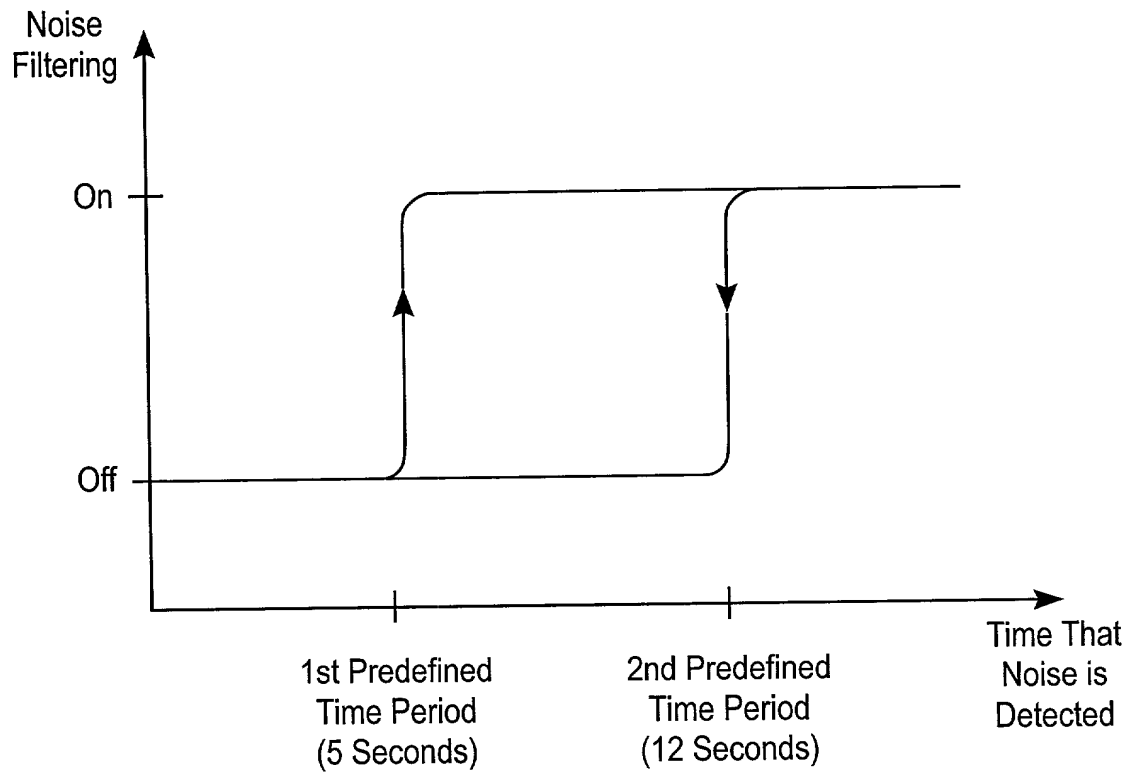 Noise
Filtering
On
Off
1st Predefined
Time Period
(5 Seconds)
2nd Predefined
Time Period
(12 Seconds)
Time That
Noise is
Detected